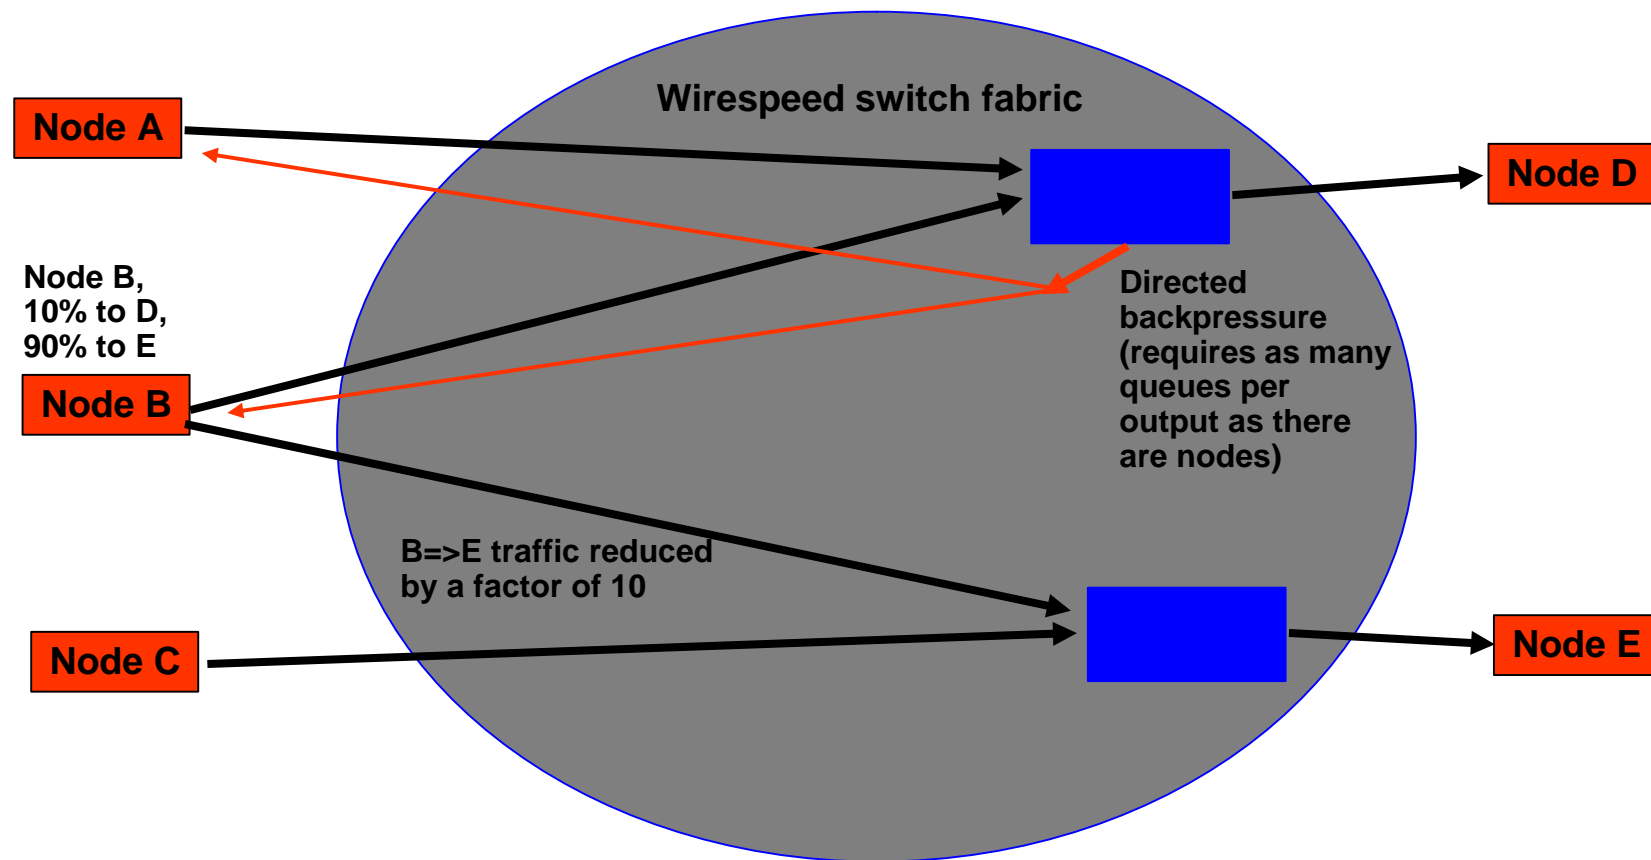 Wirespeed switch fabric
Node A
Node D
Node B,
10% to D,
90% to E
Node B
Directed
backpressure
(requires as many
queues per
output as there
are nodes)
B=>E traffic reduced
by a factor of 10
Node C
Node E